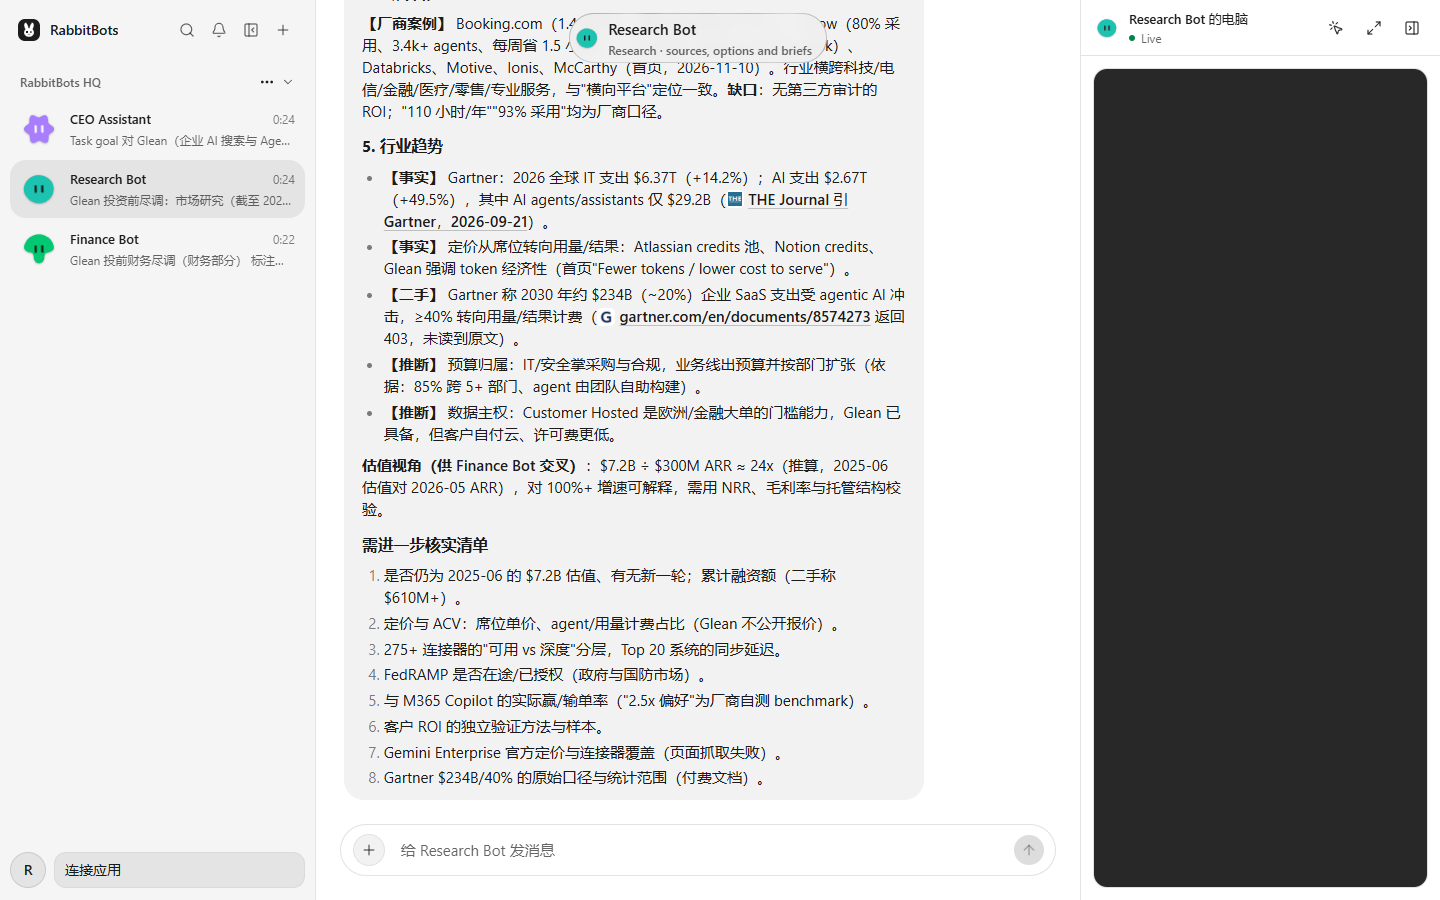 RabbitBots
RabbitBots HQ
CEO Assistant 0:24
Task goal 对 Glean（企业 AI 搜索与 Age...
Research Bot 0:24
Glean 投资前尽调：市场研究（截至 202...
Finance Bot 0:22
Glean 投前财务尽调（财务部分） 标注...
R
连接应用
Research Bot
Research · sources, options and briefs
【厂商案例】 Booking.com（1.4 ow（80% 采
用、3.4k+ agents、每周省 1.5 k）、
Databricks、Motive、Ionis、McCarthy（首页，2026-11-10）。行业横跨科技/电
信/金融/医疗/零售/专业服务，与"横向平台"定位一致。缺口：无第三方审计的
ROI；"110 小时/年""93% 采用"均为厂商口径。
5. 行业趋势
【事实】 Gartner：2026 全球 IT 支出 $6.37T（+14.2%）；AI 支出 $2.67T
（+49.5%），其中 AI agents/assistants 仅 $29.2B（ THE THE Journal 引
Gartner，2026-09-21）。
【事实】 定价从席位转向用量/结果：Atlassian credits 池、Notion credits、
Glean 强调 token 经济性（首页"Fewer tokens / lower cost to serve"）。
【二手】 Gartner 称 2030 年约 $234B（~20%）企业 SaaS 支出受 agentic AI 冲
击，≥40% 转向用量/结果计费（ G gartner.com/en/documents/8574273 返回
403，未读到原文）。
【推断】 预算归属：IT/安全掌采购与合规，业务线出预算并按部门扩张（依
据：85% 跨 5+ 部门、agent 由团队自助构建）。
【推断】 数据主权：Customer Hosted 是欧洲/金融大单的门槛能力，Glean 已
具备，但客户自付云、许可费更低。
估值视角（供 Finance Bot 交叉）：$7.2B ÷ $300M ARR ≈ 24x（推算，2025-06
估值对 2026-05 ARR），对 100%+ 增速可解释，需用 NRR、毛利率与托管结构校
验。
需进一步核实清单
1. 是否仍为 2025-06 的 $7.2B 估值、有无新一轮；累计融资额（二手称
$610M+）。
2. 定价与 ACV：席位单价、agent/用量计费占比（Glean 不公开报价）。
3. 275+ 连接器的"可用 vs 深度"分层，Top 20 系统的同步延迟。
4. FedRAMP 是否在途/已授权（政府与国防市场）。
5. 与 M365 Copilot 的实际赢/输单率（"2.5x 偏好"为厂商自测 benchmark）。
6. 客户 ROI 的独立验证方法与样本。
7. Gemini Enterprise 官方定价与连接器覆盖（页面抓取失败）。
8. Gartner $234B/40% 的原始口径与统计范围（付费文档）。
给 Research Bot 发消息
Research Bot 的电脑
Live